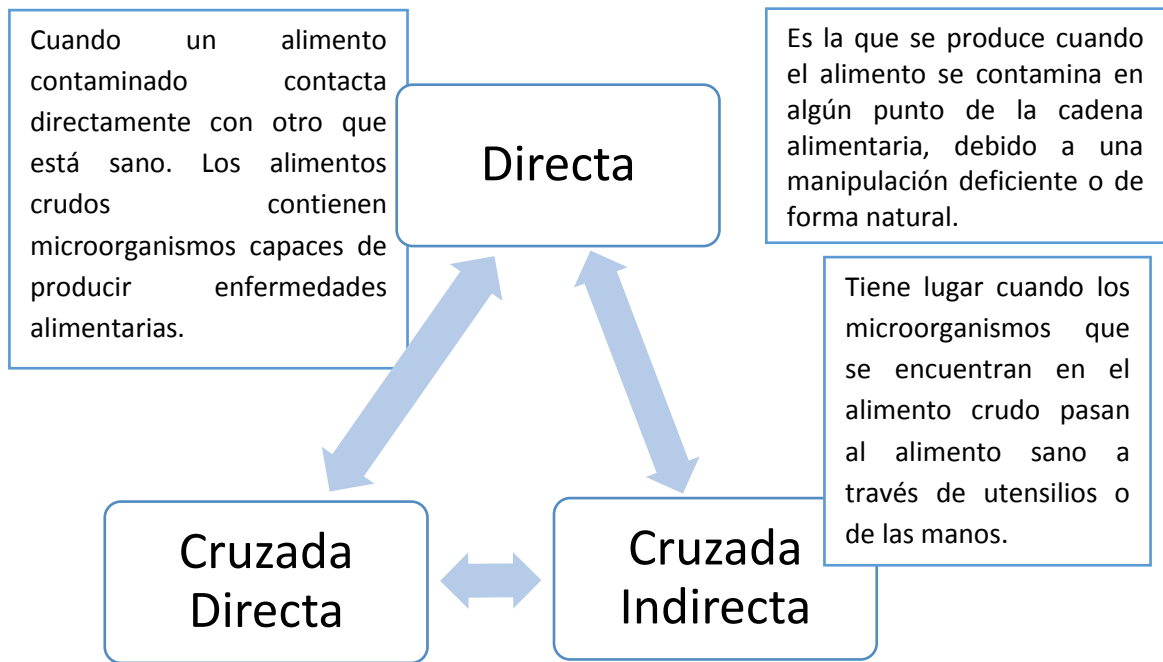 Cuando un alimento
contaminado contacta
directamente con otro que
está sano. Los alimentos
crudos contienen
microorganismos capaces de
producir enfermedades
alimentarias.
Directa
Es la que se produce cuando
el alimento se contamina en
algún punto de la cadena
alimentaria, debido a una
manipulación deficiente o de
forma natural.
Tiene lugar cuando los
microorganismos que
se encuentran en el
alimento crudo pasan
al alimento sano a
través de utensilios o
de las manos.
Cruzada
Directa
Cruzada
Indirecta